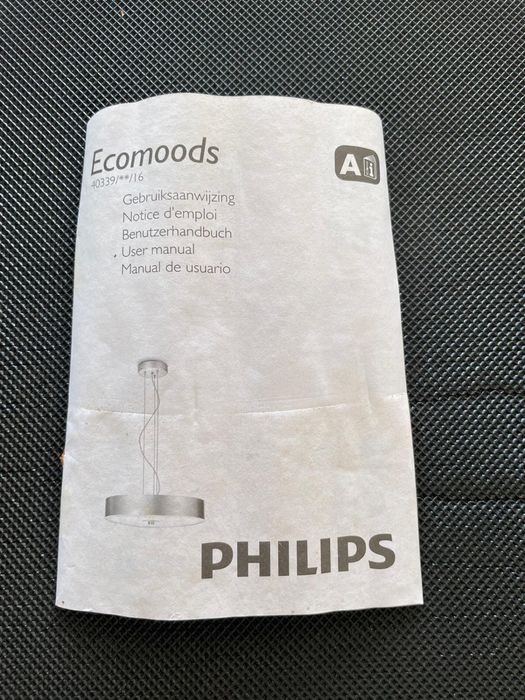 Ecomoods
40339/**/16
A
Gebruiksaanwijzing
Notice d'emploi
Benutzerhandbuch
User manual
Manual de usuario
PHILIPS